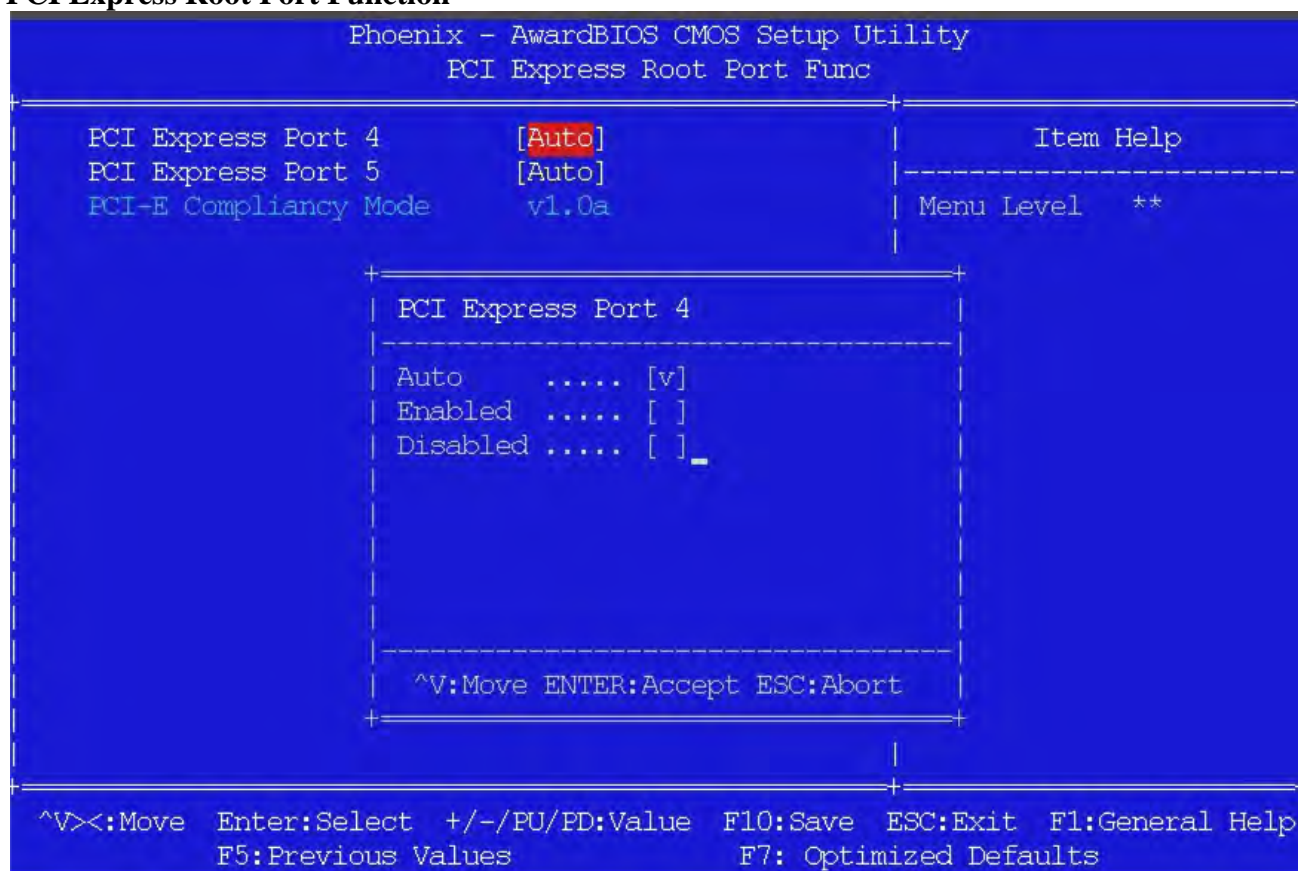 PCI Express Root Port Function
Phoenix - AwardBIOS CMOS Setup Utility
PCI Express Root Port Func
PCI Express Port 4 [Auto]
Item Help
PCI Express Port 5 [Auto]
PCI-E Compliancy Mode v1.0a
Menu Level **
PCI Express Port 4
Auto ..... [v]
Enabled ..... [ ]
Disabled ..... [ ]_
^V:Move ENTER:Accept ESC:Abort
^V><:Move Enter:Select +/-/PU/PD:Value F10:Save ESC:Exit F1:General Help
F5:Previous Values F7: Optimized Defaults